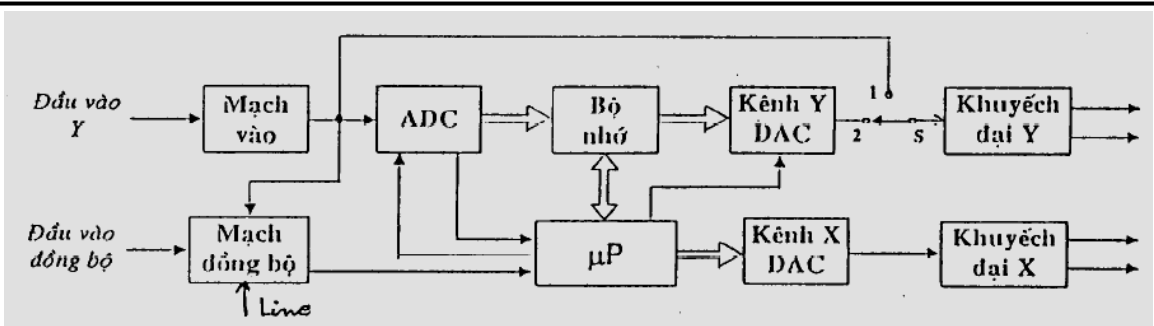 Đầu vào
Y
Mạch
vào
ADC
Bộ
nhớ
Kênh Y
DAC
1
2
S
Khuyếch
đại Y
Đầu vào
đồng bộ
Mạch
đồng bộ
Line
μP
Kênh X
DAC
Khuyếch
đại X